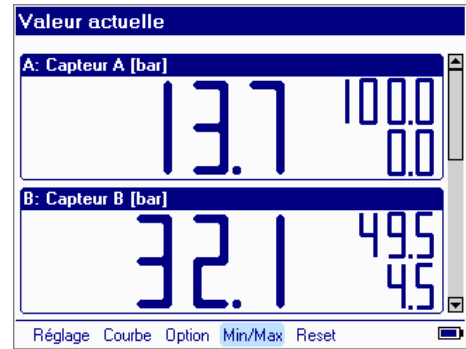 Valeur actuelle
A: Capteur A [bar]
13.7
100.0
0.0
B: Capteur B [bar]
32.1
49.5
4.5
Réglage Courbe Option Min/Max Reset